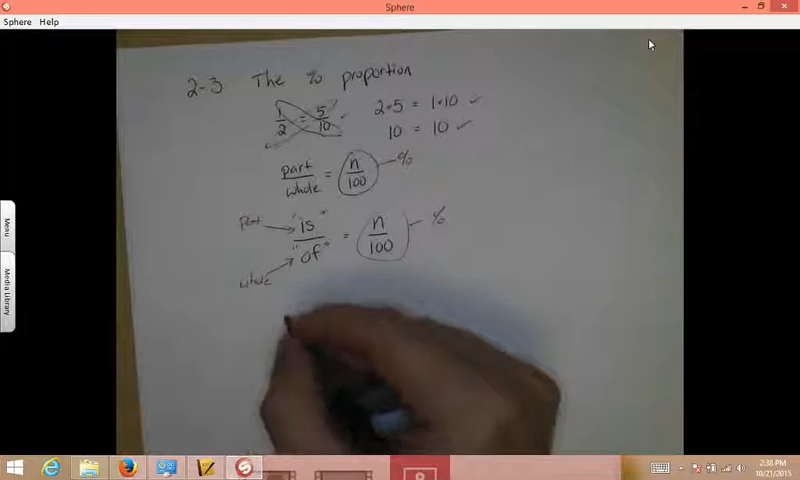 Sphere
Sphere Help
2-3 The % proportion
1/2 = 5/10 ✓ 2•5 = 1•10 ✓
10 = 10 ✓
part/whole = n/100 %
part "is" / "of" = n/100 %
whole
Menu
Media Library
2:38 PM
10/21/2015